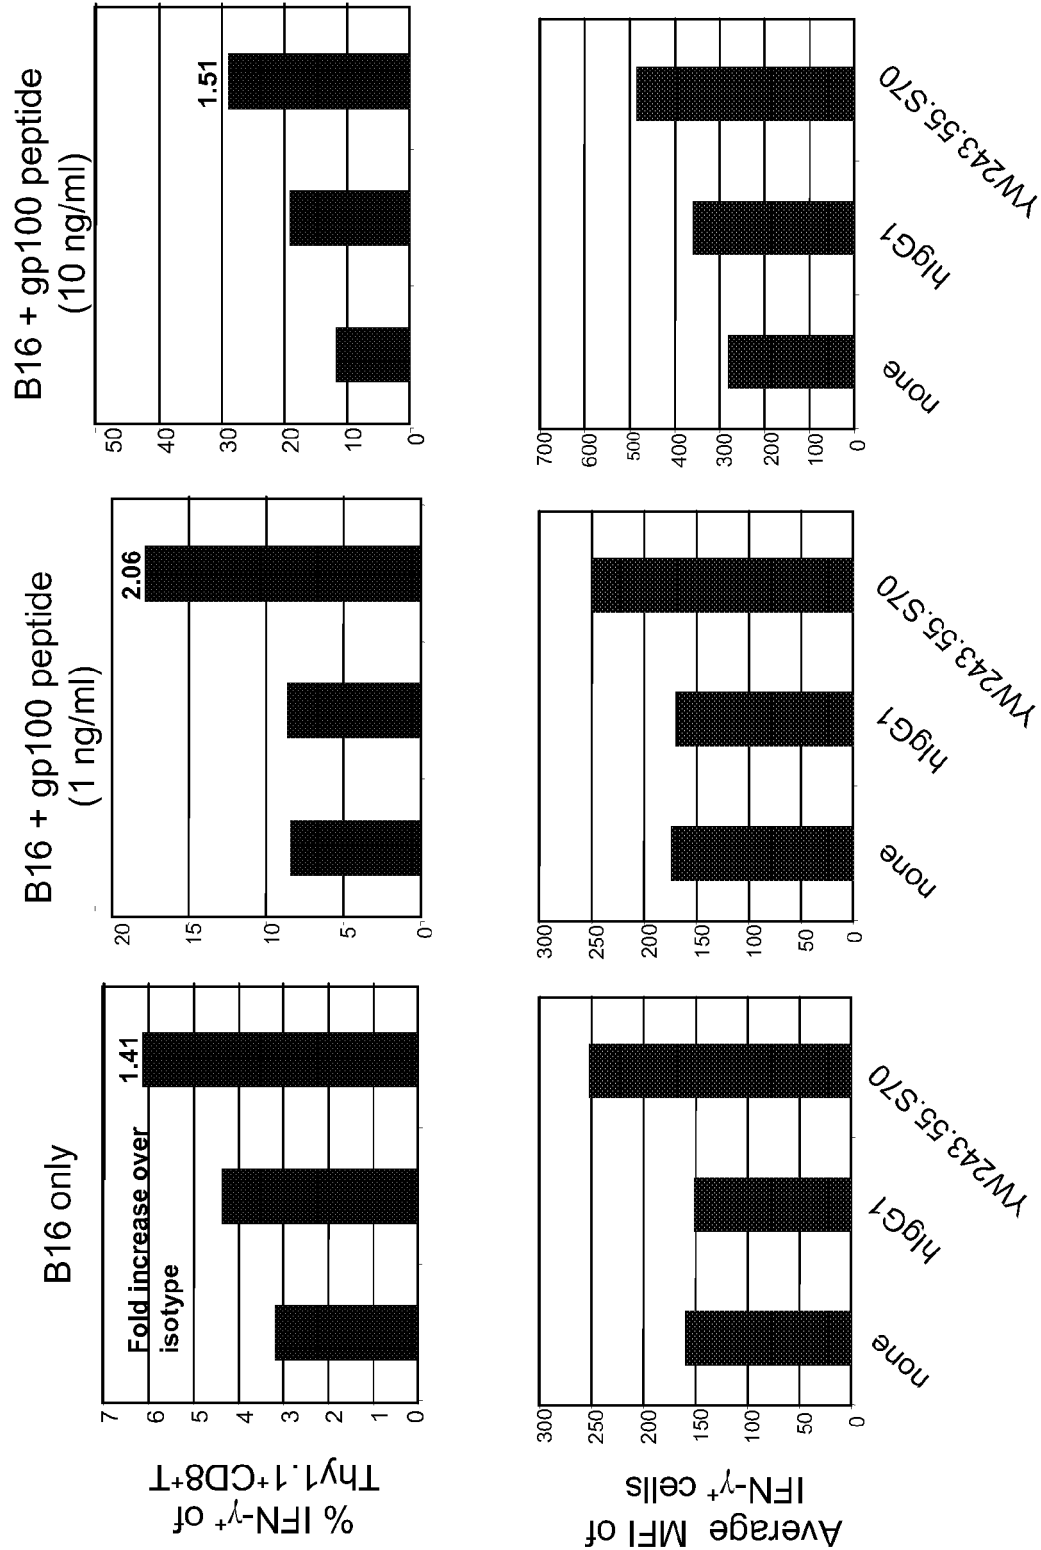 B16 only
% IFN-γ⁺ of
Thy1.1⁺CD8⁺T
7
6
5
4
3
2
1
0
Fold increase over
isotype
1.41
B16 + gp100 peptide
(1 ng/ml)
20
15
10
5
0
2.06
B16 + gp100 peptide
(10 ng/ml)
50
40
30
20
10
0
1.51
Average MFI of
IFN-γ⁺ cells
300
250
200
150
100
50
0
none
hIgG1
YW243.55.S70
300
250
200
150
100
50
0
none
hIgG1
YW243.55.S70
700
600
500
400
300
200
100
0
none
hIgG1
YW243.55.S70